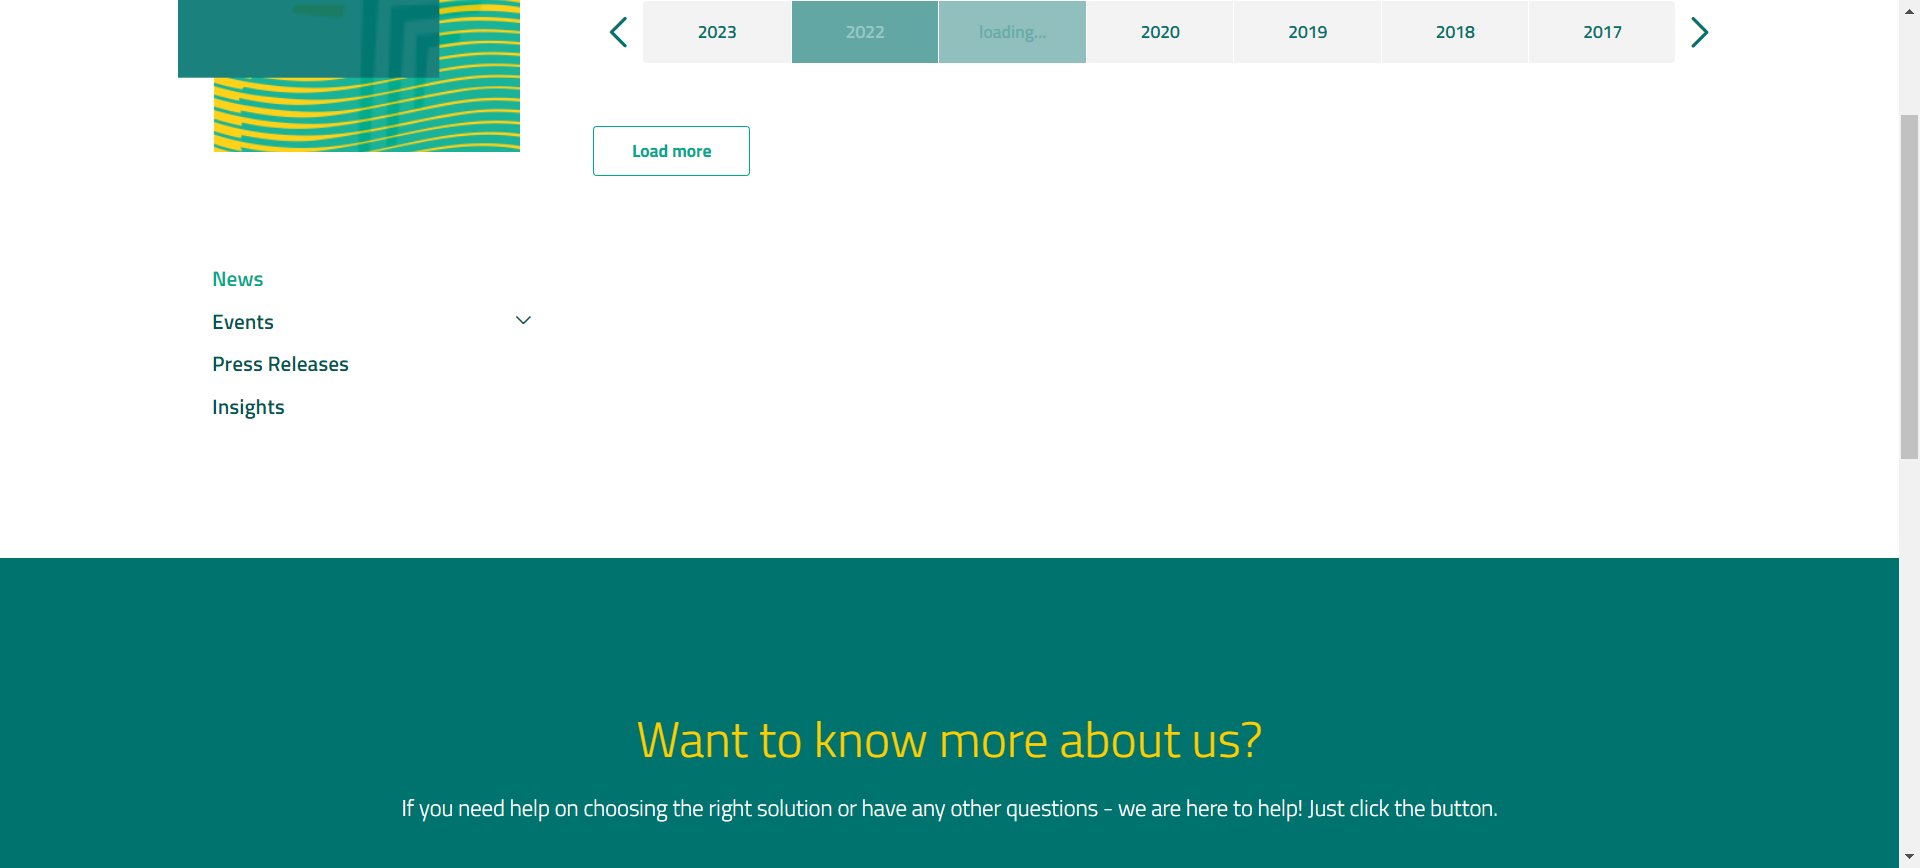 2023
2022
loading...
2020
2019
2018
2017
Load more
News
Events
Press Releases
Insights
Want to know more about us?
If you need help on choosing the right solution or have any other questions - we are here to help! Just click the button.